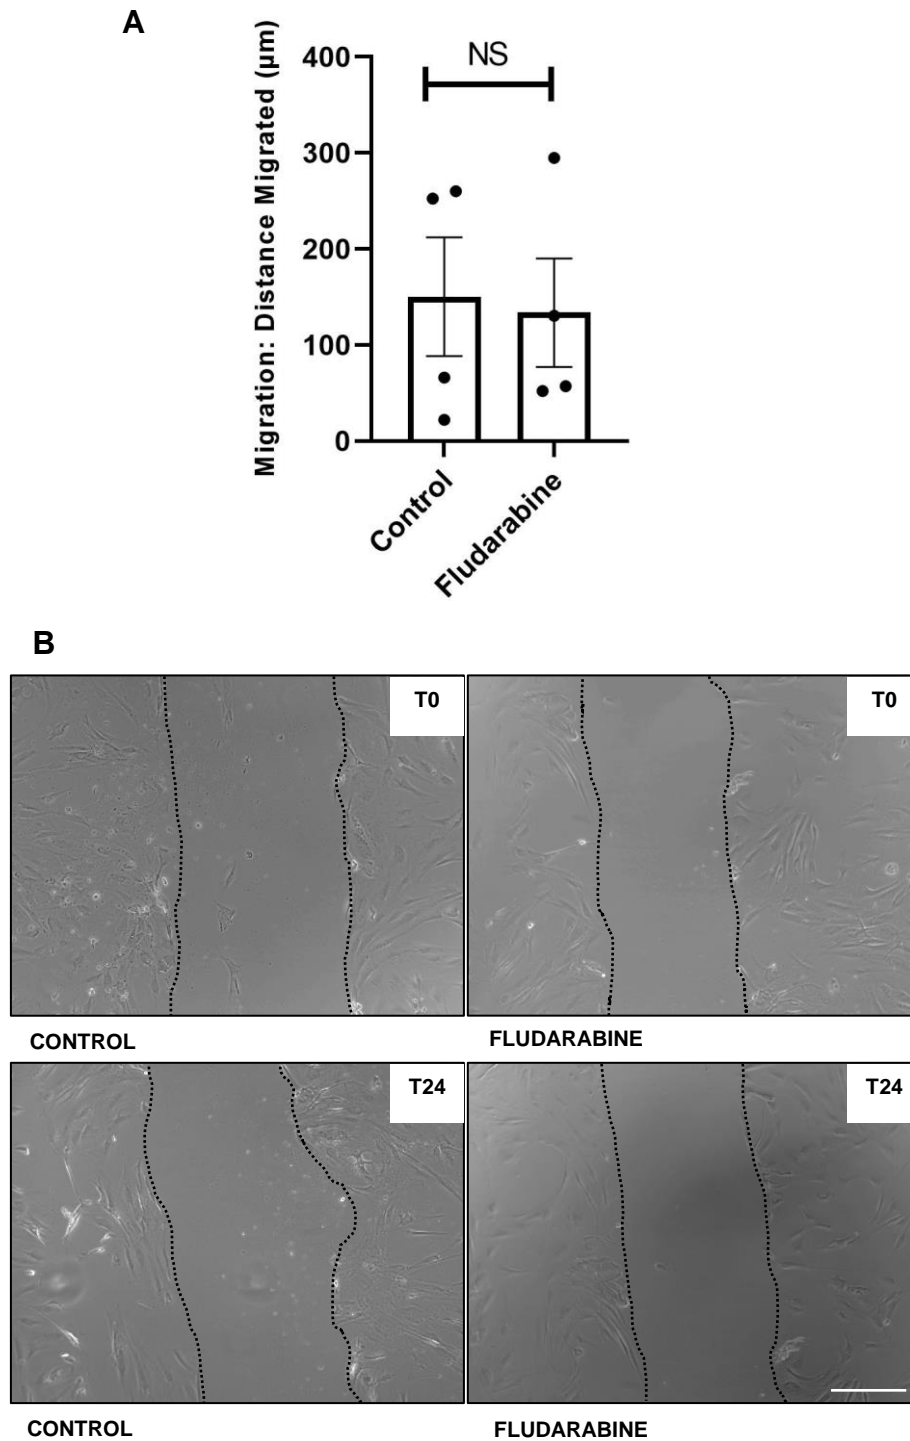 A
Migration: Distance Migrated (µm)
400
300
200
100
0
NS
Control
Fludarabine
B
T0
T0
CONTROL
FLUDARABINE
T24
T24
CONTROL
FLUDARABINE